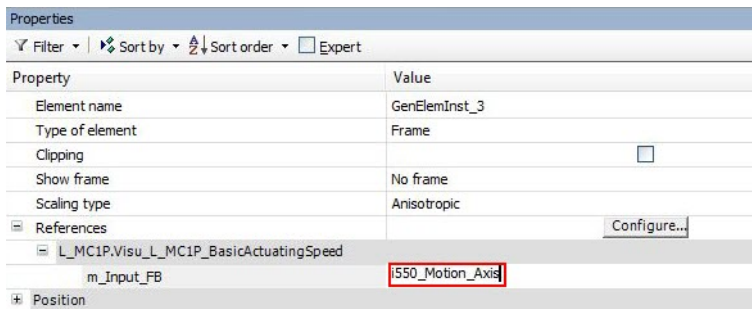 Properties
Filter Sort by Sort order Expert
Property Value
Element name GenElemInst_3
Type of element Frame
Clipping
Show frame No frame
Scaling type Anisotropic
References Configure...
L_MC1P.Visu_L_MC1P_BasicActuatingSpeed
m_Input_FB i550_Motion_Axis
Position